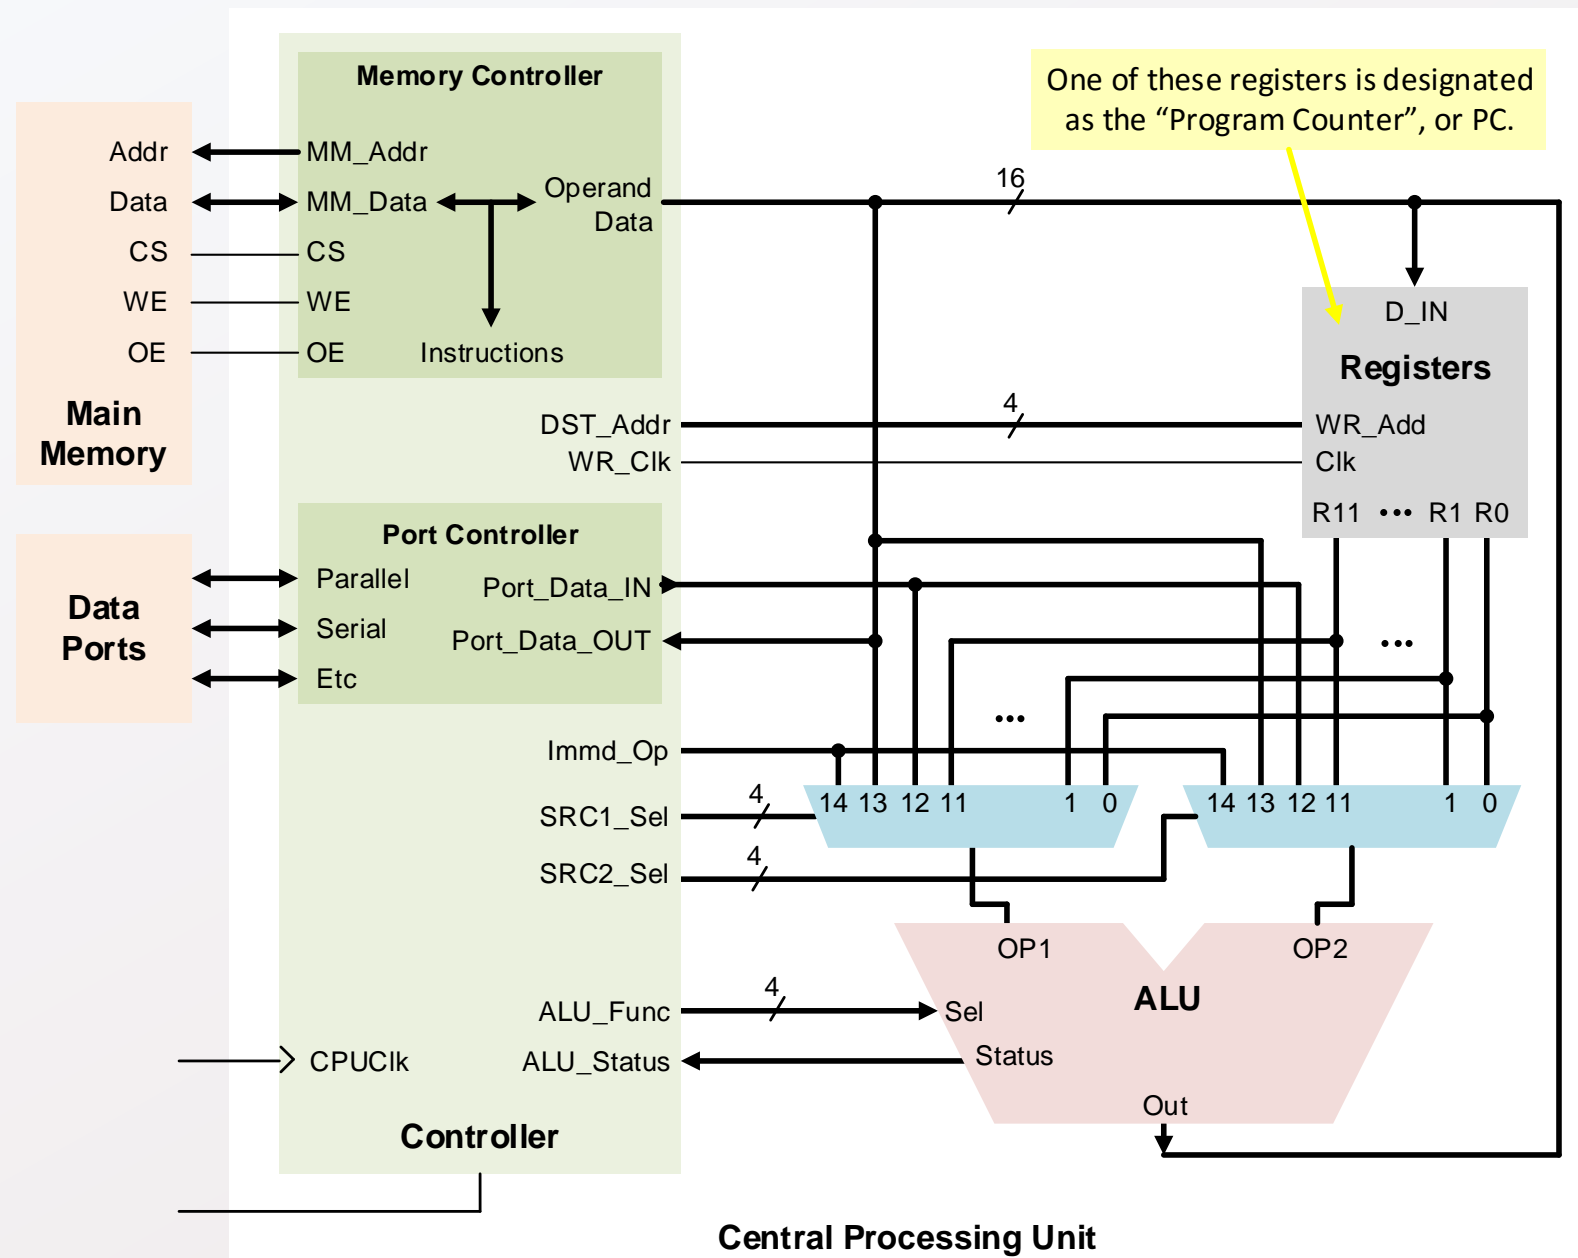 Memory Controller
One of these registers is designated
as the “Program Counter”, or PC.
Addr
MM_Addr
Data
MM_Data
Operand
Data
16
CS
CS
WE
WE
OE
OE
Instructions
D_IN
Registers
Main
Memory
DST_Addr
4
WR_Add
WR_Clk
Clk
R11 ••• R1 R0
Port Controller
Data
Ports
Parallel
Port_Data_IN
Serial
Port_Data_OUT
Etc
•••
•••
Immd_Op
SRC1_Sel
4
14 13 12 11 1 0
14 13 12 11 1 0
SRC2_Sel
4
OP1
OP2
ALU
ALU_Func
4
Sel
CPUClk
ALU_Status
Status
Out
Controller
Central Processing Unit